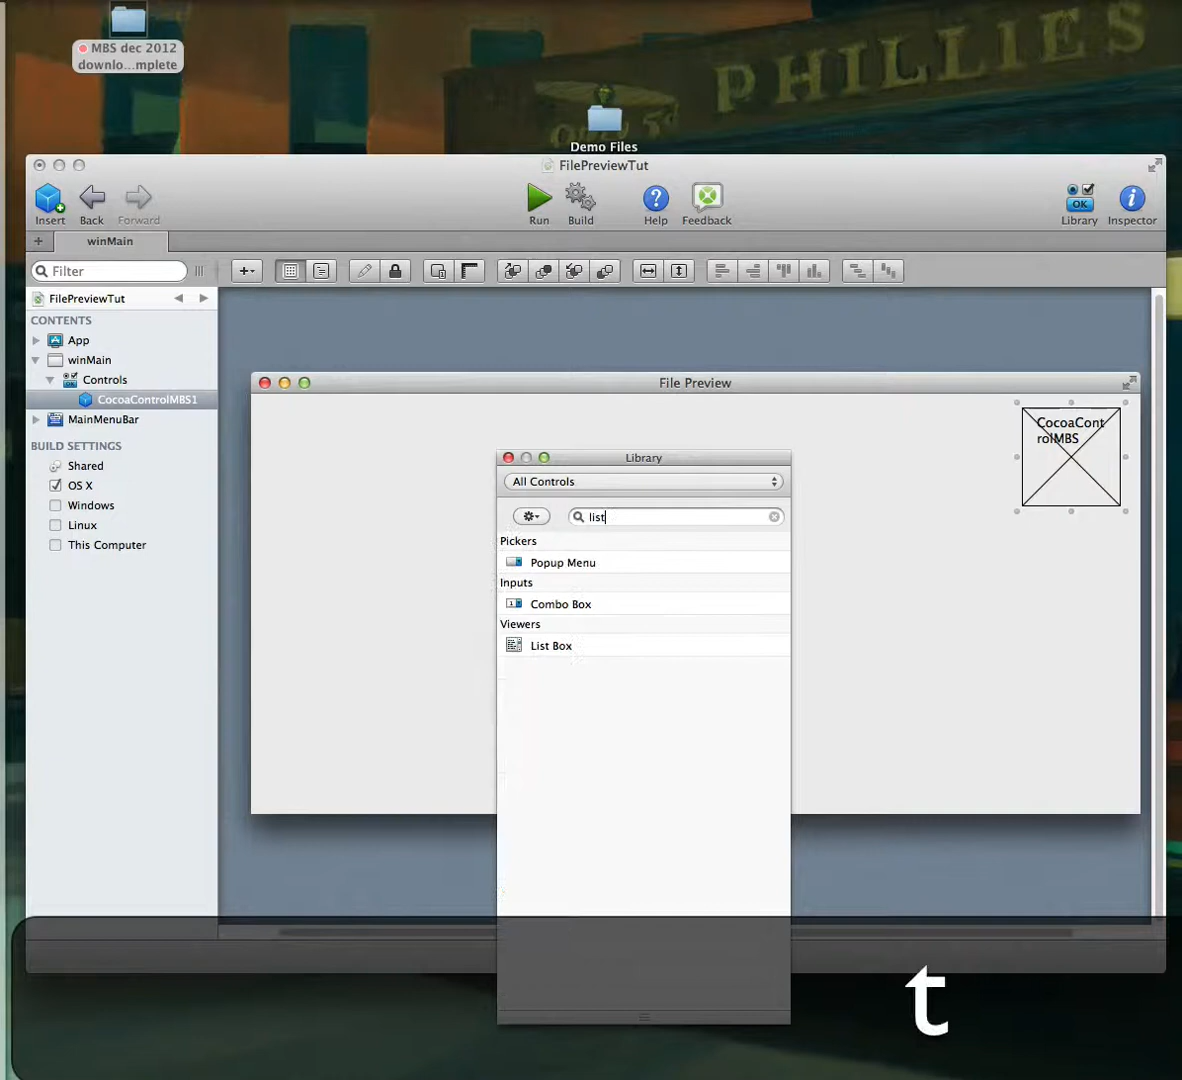 PHILLIES
MBS dec 2012
downlo...mplete
Demo Files
FilePreviewTut
Insert
Back
Forward
Run
Build
Help
Feedback
OK
Library
Inspector
winMain
Filter
FilePreviewTut
CONTENTS
App
winMain
Controls
CocoaControlMBS1
MainMenuBar
BUILD SETTINGS
Shared
OS X
Windows
Linux
This Computer
File Preview
CocoaCont
rolMBS
Library
All Controls
list
Pickers
Popup Menu
Inputs
Combo Box
Viewers
List Box
t